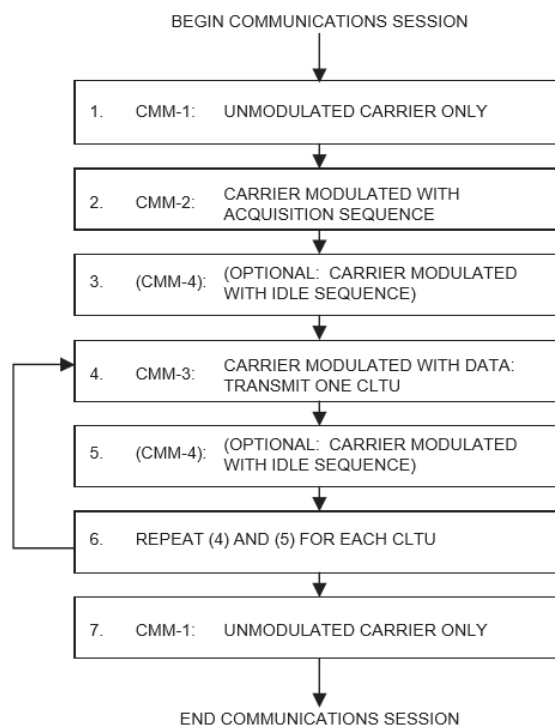 BEGIN COMMUNICATIONS SESSION
1. CMM-1: UNMODULATED CARRIER ONLY
2. CMM-2: CARRIER MODULATED WITH
ACQUISITION SEQUENCE
3. (CMM-4): (OPTIONAL: CARRIER MODULATED
WITH IDLE SEQUENCE)
4. CMM-3: CARRIER MODULATED WITH DATA:
TRANSMIT ONE CLTU
5. (CMM-4): (OPTIONAL: CARRIER MODULATED
WITH IDLE SEQUENCE)
6. REPEAT (4) AND (5) FOR EACH CLTU
7. CMM-1: UNMODULATED CARRIER ONLY
END COMMUNICATIONS SESSION